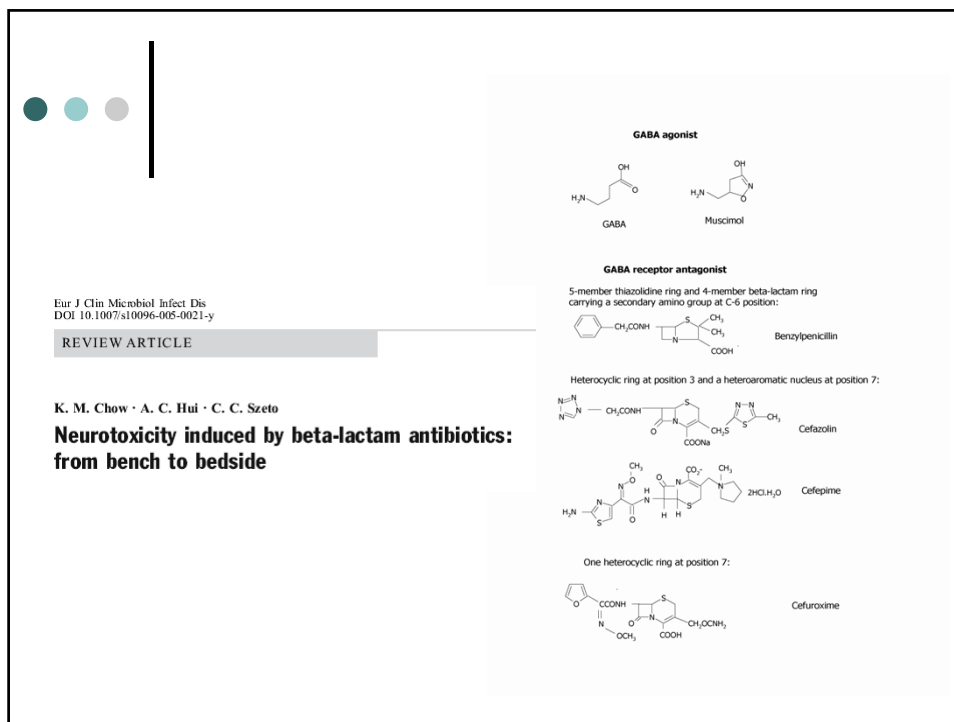 Eur J Clin Microbiol Infect Dis
DOI 10.1007/s10096-005-0021-y
REVIEW ARTICLE
K. M. Chow · A. C. Hui · C. C. Szeto
Neurotoxicity induced by beta-lactam antibiotics:
from bench to bedside
GABA agonist
OH
O
H₂N
GABA
OH
N
O
H₂N
Muscimol
GABA receptor antagonist
5-member thiazolidine ring and 4-member beta-lactam ring
carrying a secondary amino group at C-6 position:
CH₂CONH
S
CH₃
CH₃
N
COOH
Benzylpenicillin
Heterocyclic ring at position 3 and a heteroaromatic nucleus at position 7:
N
N
N
N
CH₂CONH
S
N
O
COONa
CH₂S
N N
S
CH₃
Cefazolin
CH₃
O
N
H
N
O
H₂N
N
S
O
N
CO₂⁻
S
H H
CH₃
N
2HCl.H₂O
Cefepime
One heterocyclic ring at position 7:
O
CCONH
N
OCH₃
S
O
N
COOH
CH₂OCNH₂
Cefuroxime